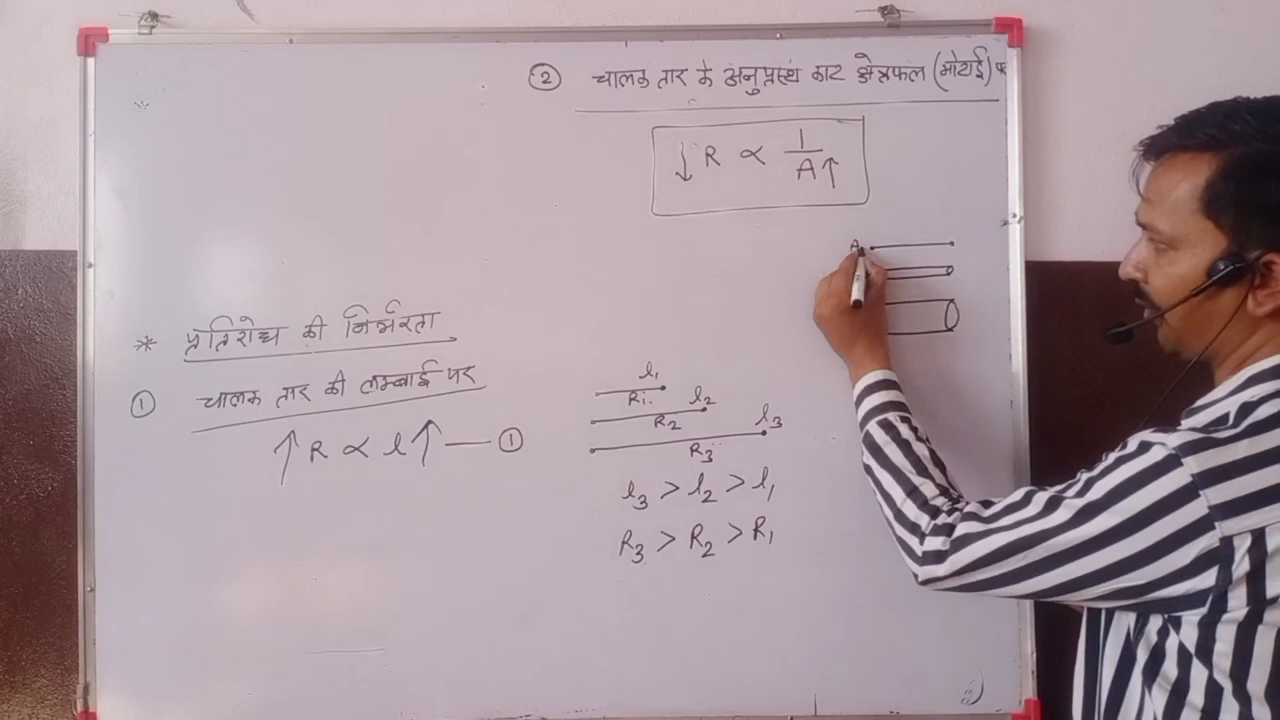 * प्रतिरोध की निर्भरता
① चालक तार की लम्बाई पर
↑ R ∝ l ↑ — ①
l₁
R₁
l₂
R₂
l₃
R₃
l₃ > l₂ > l₁
R₃ > R₂ > R₁
② चालक तार के अनुप्रस्थ काट क्षेत्रफल (मोटाई) पर
↓ R ∝ 1/A ↑
A